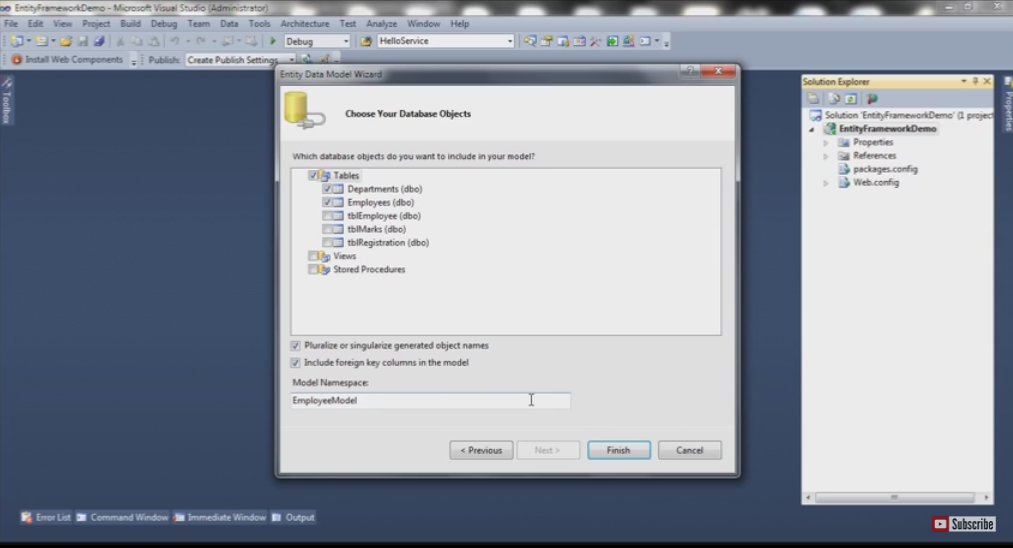 EntityFrameworkDemo - Microsoft Visual Studio (Administrator)
File Edit View Project Build Debug Team Data Tools Architecture Test Analyze Window Help
Debug HelloService
Install Web Components Publish: Create Publish Settings
Toolbox
Entity Data Model Wizard
Choose Your Database Objects
Which database objects do you want to include in your model?
Tables
Departments (dbo)
Employees (dbo)
tblEmployee (dbo)
tblMarks (dbo)
tblRegistration (dbo)
Views
Stored Procedures
Pluralize or singularize generated object names
Include foreign key columns in the model
Model Namespace:
EmployeeModel
< Previous Next > Finish Cancel
Solution Explorer
Solution 'EntityFrameworkDemo' (1 project
EntityFrameworkDemo
Properties
References
packages.config
Web.config
Properties
Error List Command Window Immediate Window Output
Subscribe